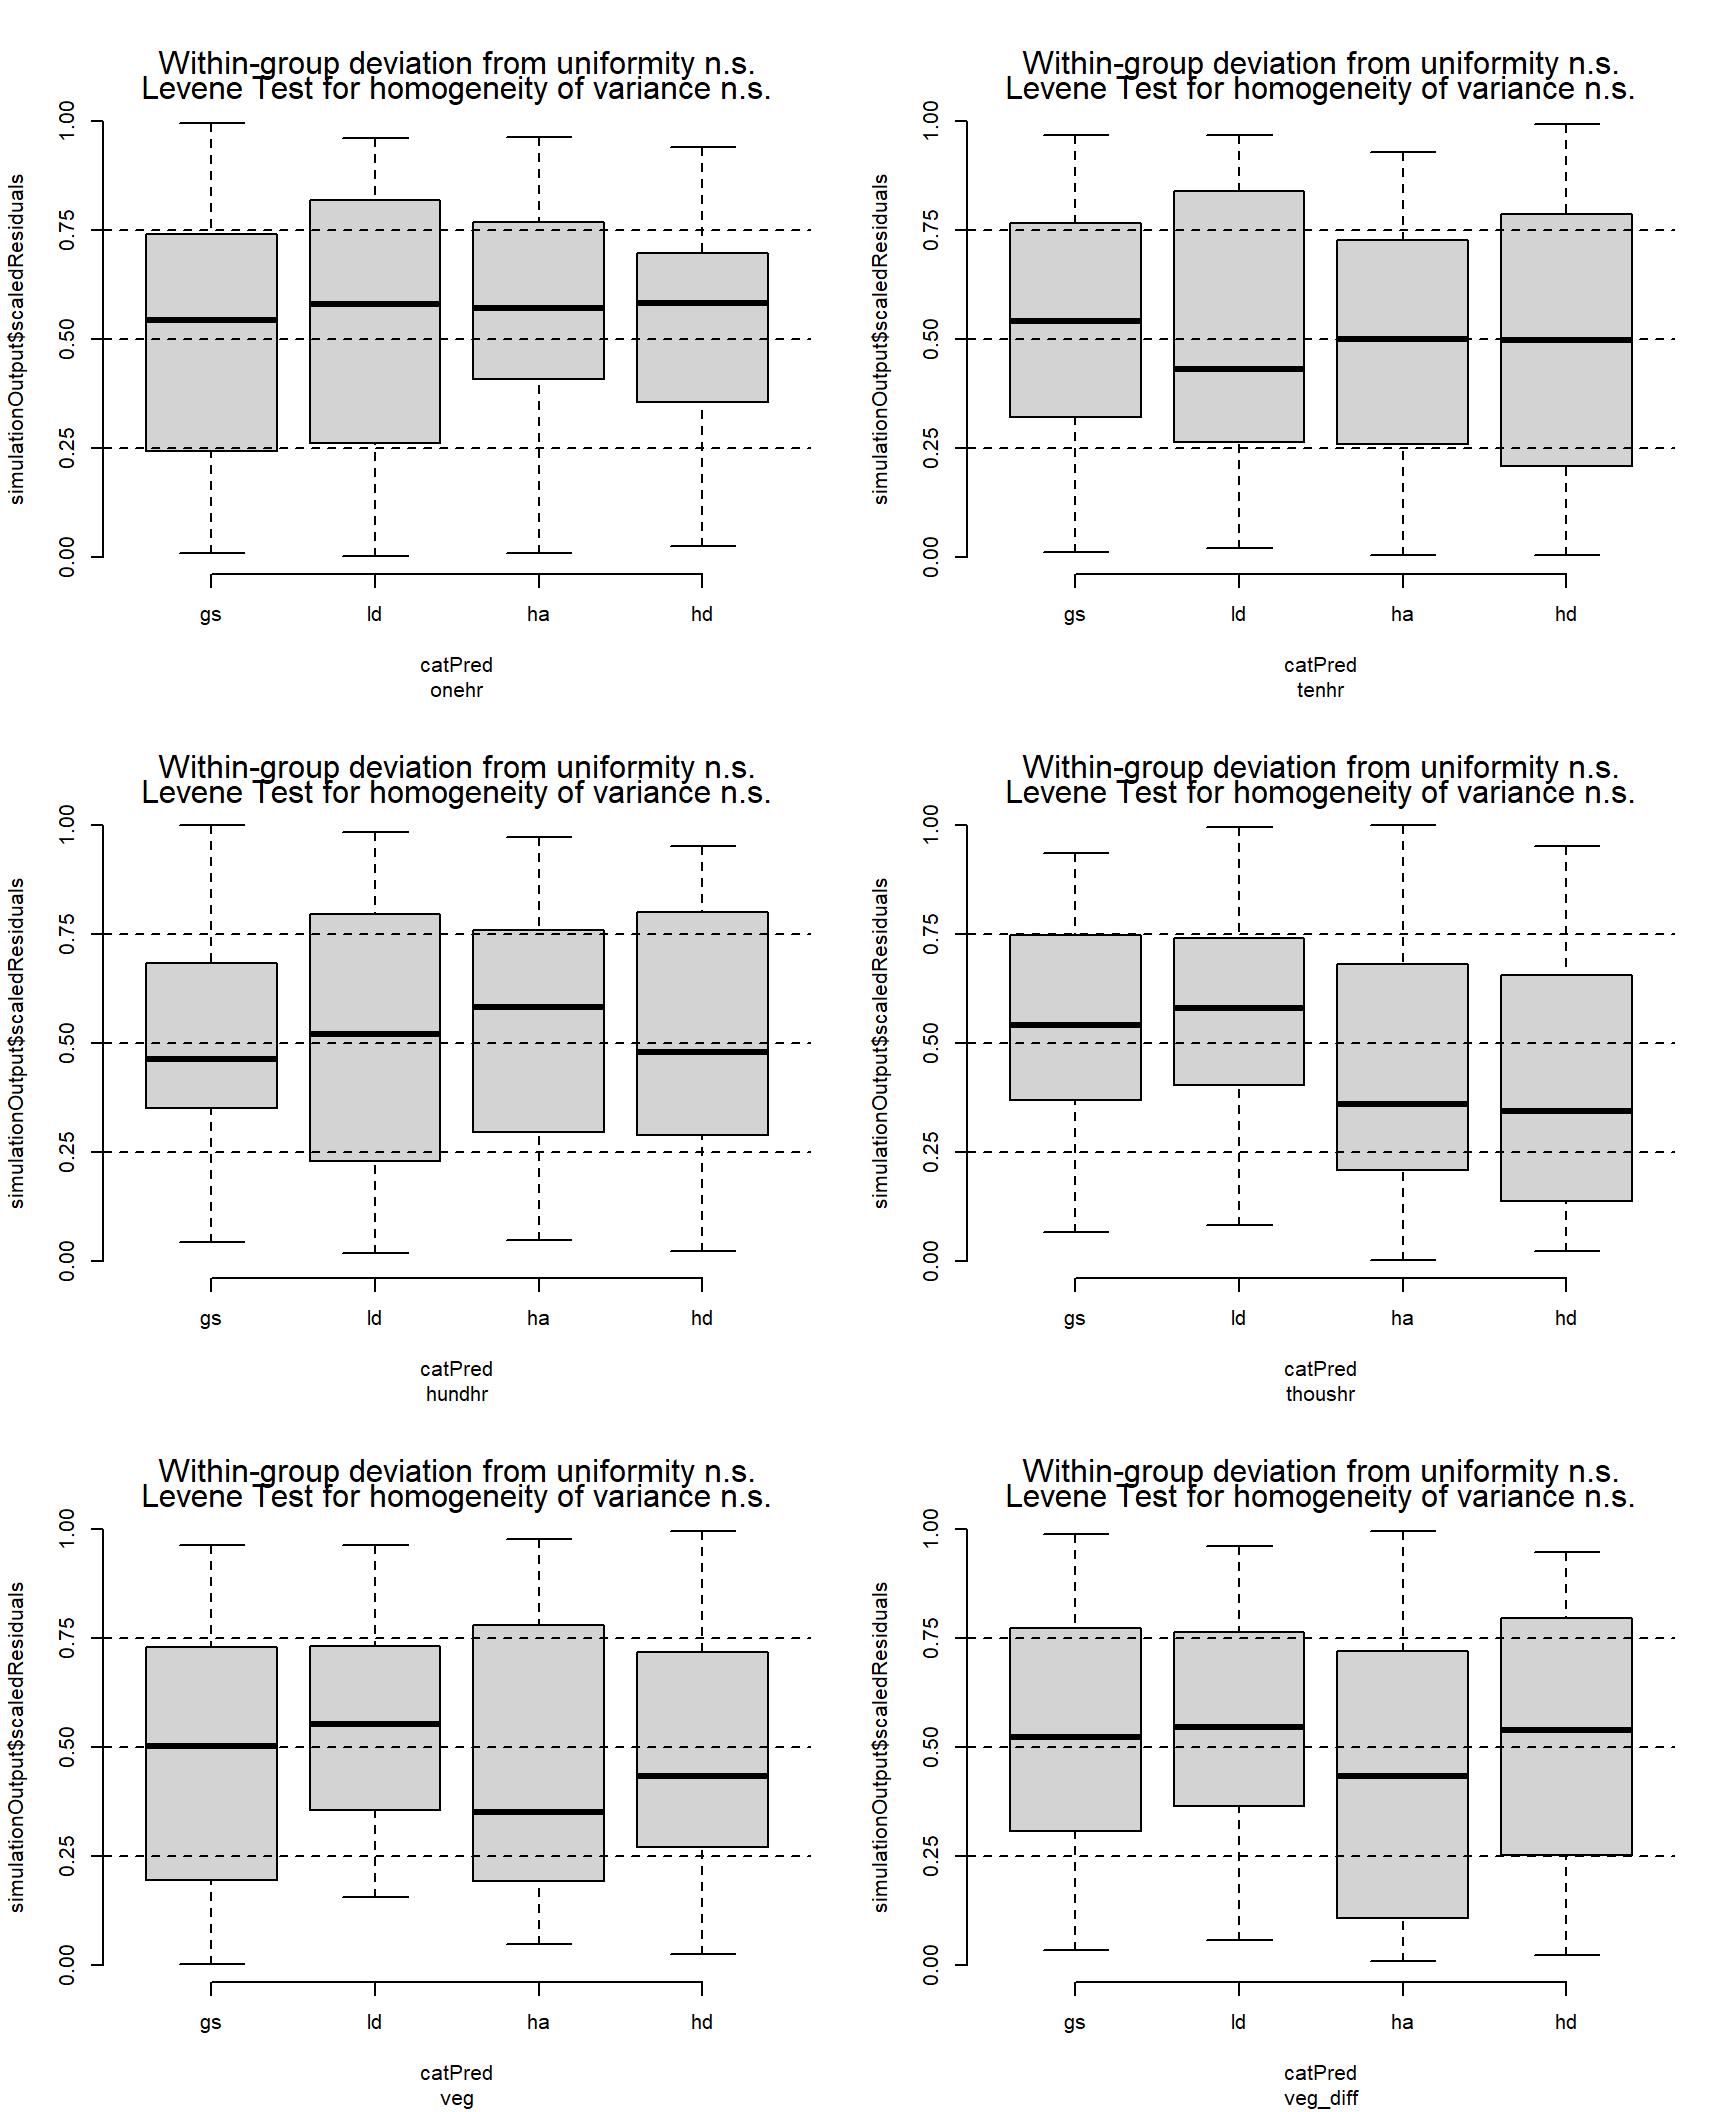 Within-group deviation from uniformity n.s.
Levene Test for homogeneity of variance n.s.
simulationOutput$scaledResiduals
1.00
0.75
0.50
0.25
0.00
gs ld ha hd
catPred
onehr
Within-group deviation from uniformity n.s.
Levene Test for homogeneity of variance n.s.
simulationOutput$scaledResiduals
1.00
0.75
0.50
0.25
0.00
gs ld ha hd
catPred
tenhr
Within-group deviation from uniformity n.s.
Levene Test for homogeneity of variance n.s.
simulationOutput$scaledResiduals
1.00
0.75
0.50
0.25
0.00
gs ld ha hd
catPred
hundhr
Within-group deviation from uniformity n.s.
Levene Test for homogeneity of variance n.s.
simulationOutput$scaledResiduals
1.00
0.75
0.50
0.25
0.00
gs ld ha hd
catPred
thoushr
Within-group deviation from uniformity n.s.
Levene Test for homogeneity of variance n.s.
simulationOutput$scaledResiduals
1.00
0.75
0.50
0.25
0.00
gs ld ha hd
catPred
veg
Within-group deviation from uniformity n.s.
Levene Test for homogeneity of variance n.s.
simulationOutput$scaledResiduals
1.00
0.75
0.50
0.25
0.00
gs ld ha hd
catPred
veg_diff